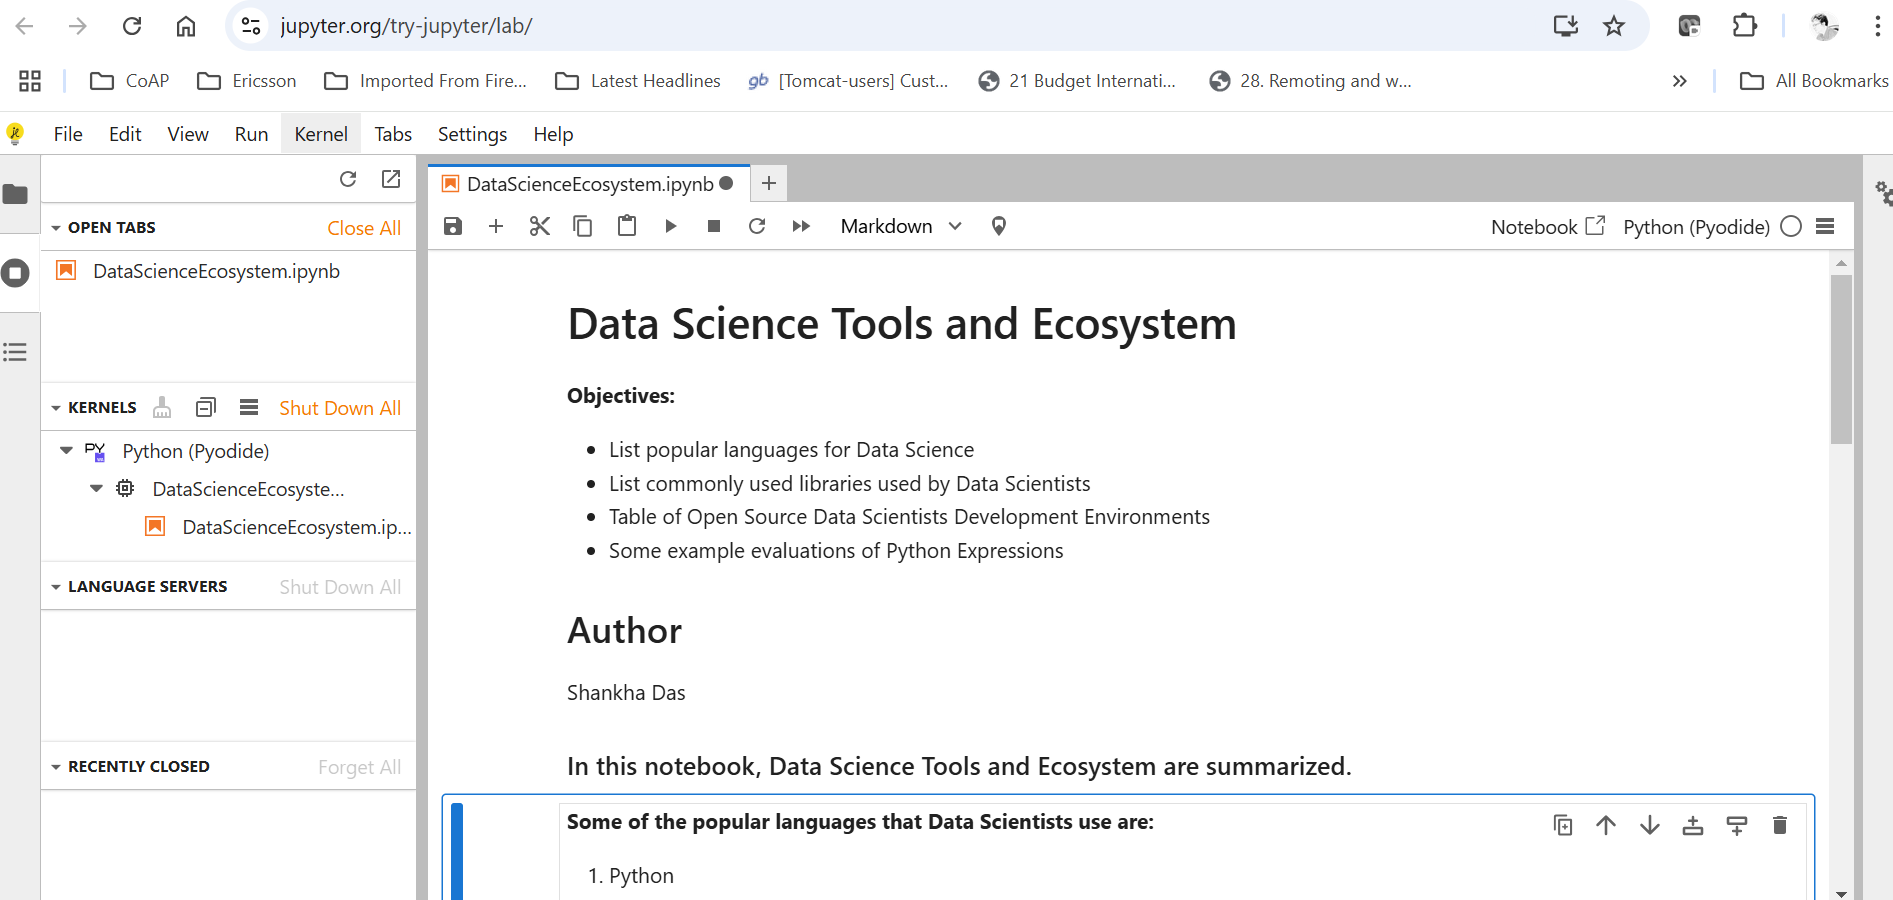 jupyter.org/try-jupyter/lab/
CoAP Ericsson Imported From Fire... Latest Headlines gb [Tomcat-users] Cust... 21 Budget Internati... 28. Remoting and w... » All Bookmarks
File Edit View Run Kernel Tabs Settings Help
DataScienceEcosystem.ipynb
OPEN TABS Close All
Markdown Notebook Python (Pyodide)
DataScienceEcosystem.ipynb
Data Science Tools and Ecosystem
Objectives:
KERNELS Shut Down All
Python (Pyodide)
DataScienceEcosyste...
DataScienceEcosystem.ip...
• List popular languages for Data Science
• List commonly used libraries used by Data Scientists
• Table of Open Source Data Scientists Development Environments
• Some example evaluations of Python Expressions
LANGUAGE SERVERS Shut Down All
Author
Shankha Das
RECENTLY CLOSED Forget All
In this notebook, Data Science Tools and Ecosystem are summarized.
Some of the popular languages that Data Scientists use are:
1. Python